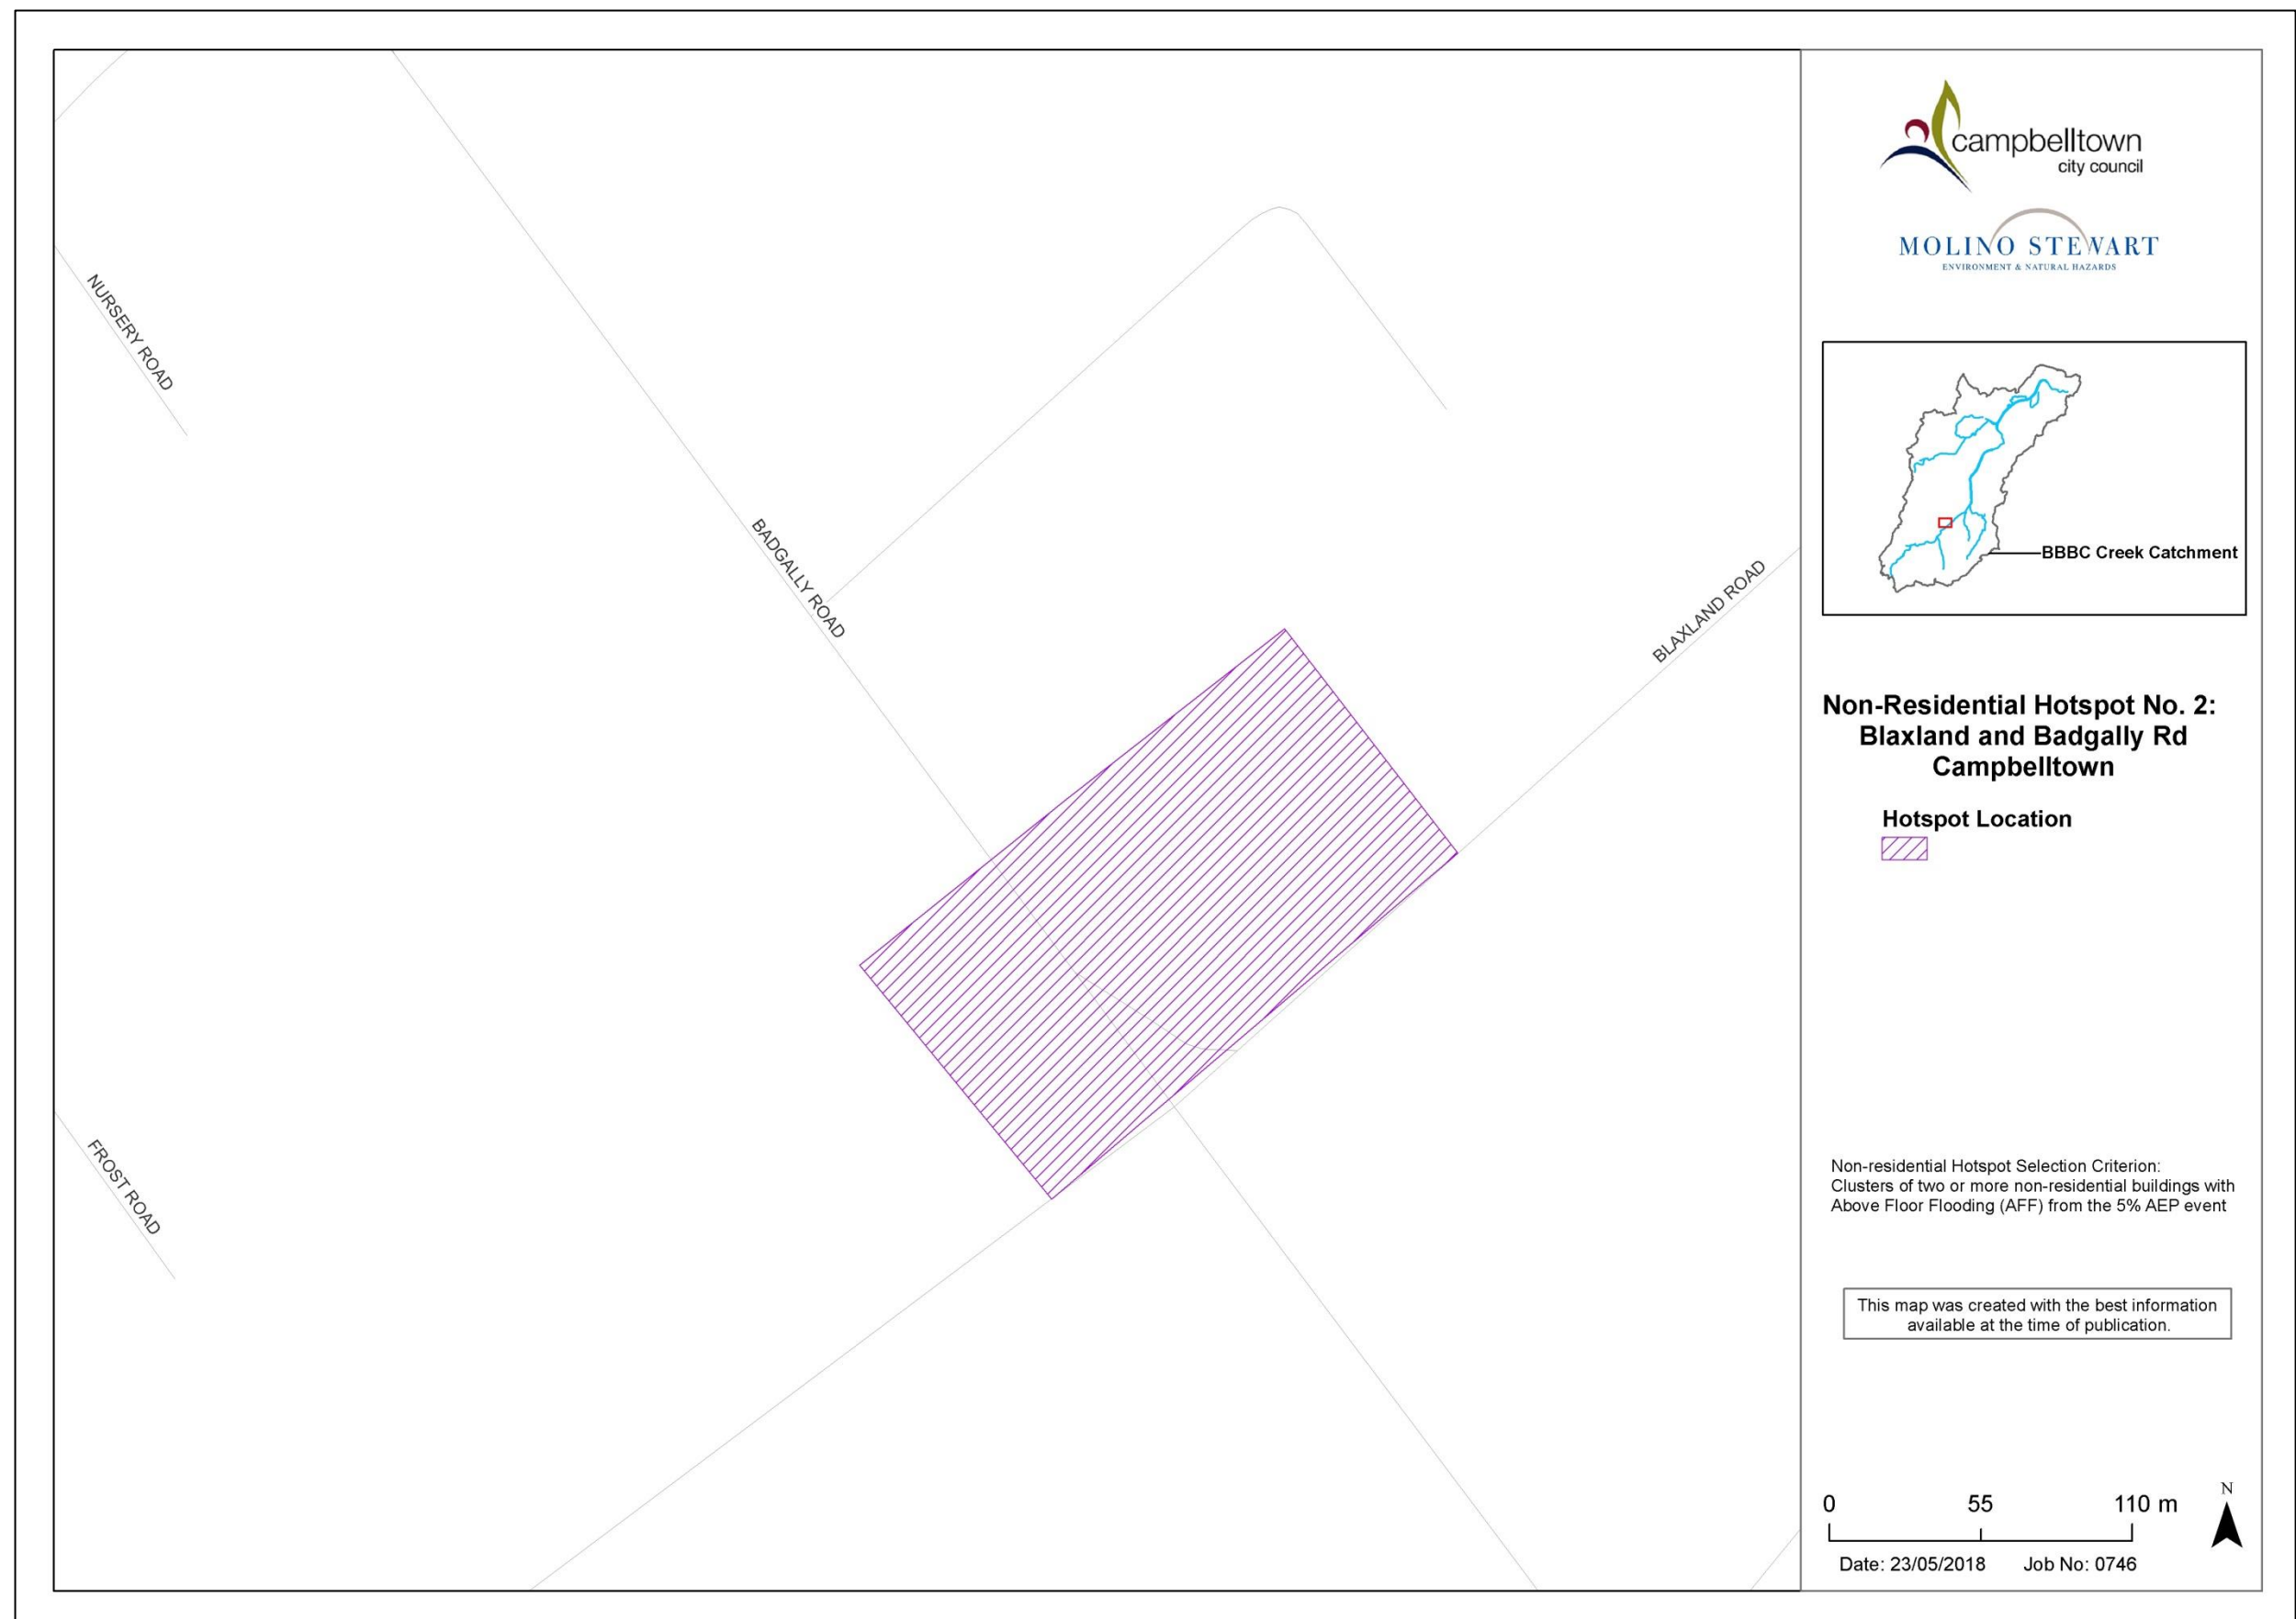 NURSERY ROAD
BADGALLY ROAD
BLAXLAND ROAD
FROST ROAD
campbelltown
city council
MOLINO STEWART
ENVIRONMENT & NATURAL HAZARDS
BBBC Creek Catchment
Non-Residential Hotspot No. 2:
Blaxland and Badgally Rd
Campbelltown
Hotspot Location
Non-residential Hotspot Selection Criterion:
Clusters of two or more non-residential buildings with
Above Floor Flooding (AFF) from the 5% AEP event
This map was created with the best information
available at the time of publication.
N
0 55 110 m
Date: 23/05/2018 Job No: 0746